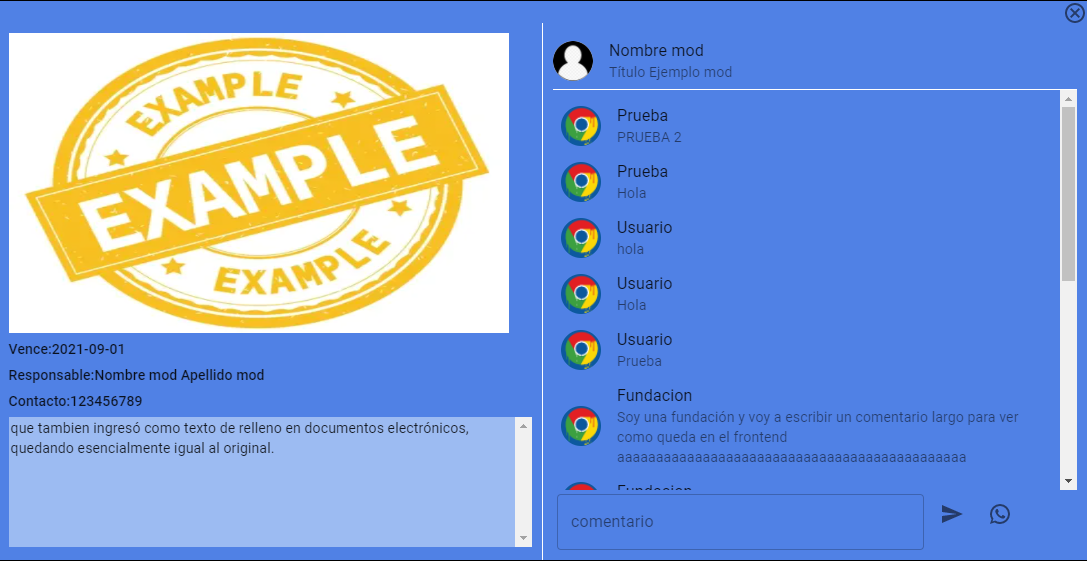 EXAMPLE
EXAMPLE
EXAMPLE
Vence:2021-09-01
Responsable:Nombre mod Apellido mod
Contacto:123456789
que tambien ingresó como texto de relleno en documentos electrónicos,
quedando esencialmente igual al original.
Nombre mod
Título Ejemplo mod
Prueba
PRUEBA 2
Prueba
Hola
Usuario
hola
Usuario
Hola
Usuario
Prueba
Fundacion
Soy una fundación y voy a escribir un comentario largo para ver
como queda en el frontend
aaaaaaaaaaaaaaaaaaaaaaaaaaaaaaaaaaaaaaaaaaaaa
Fundacion
comentario